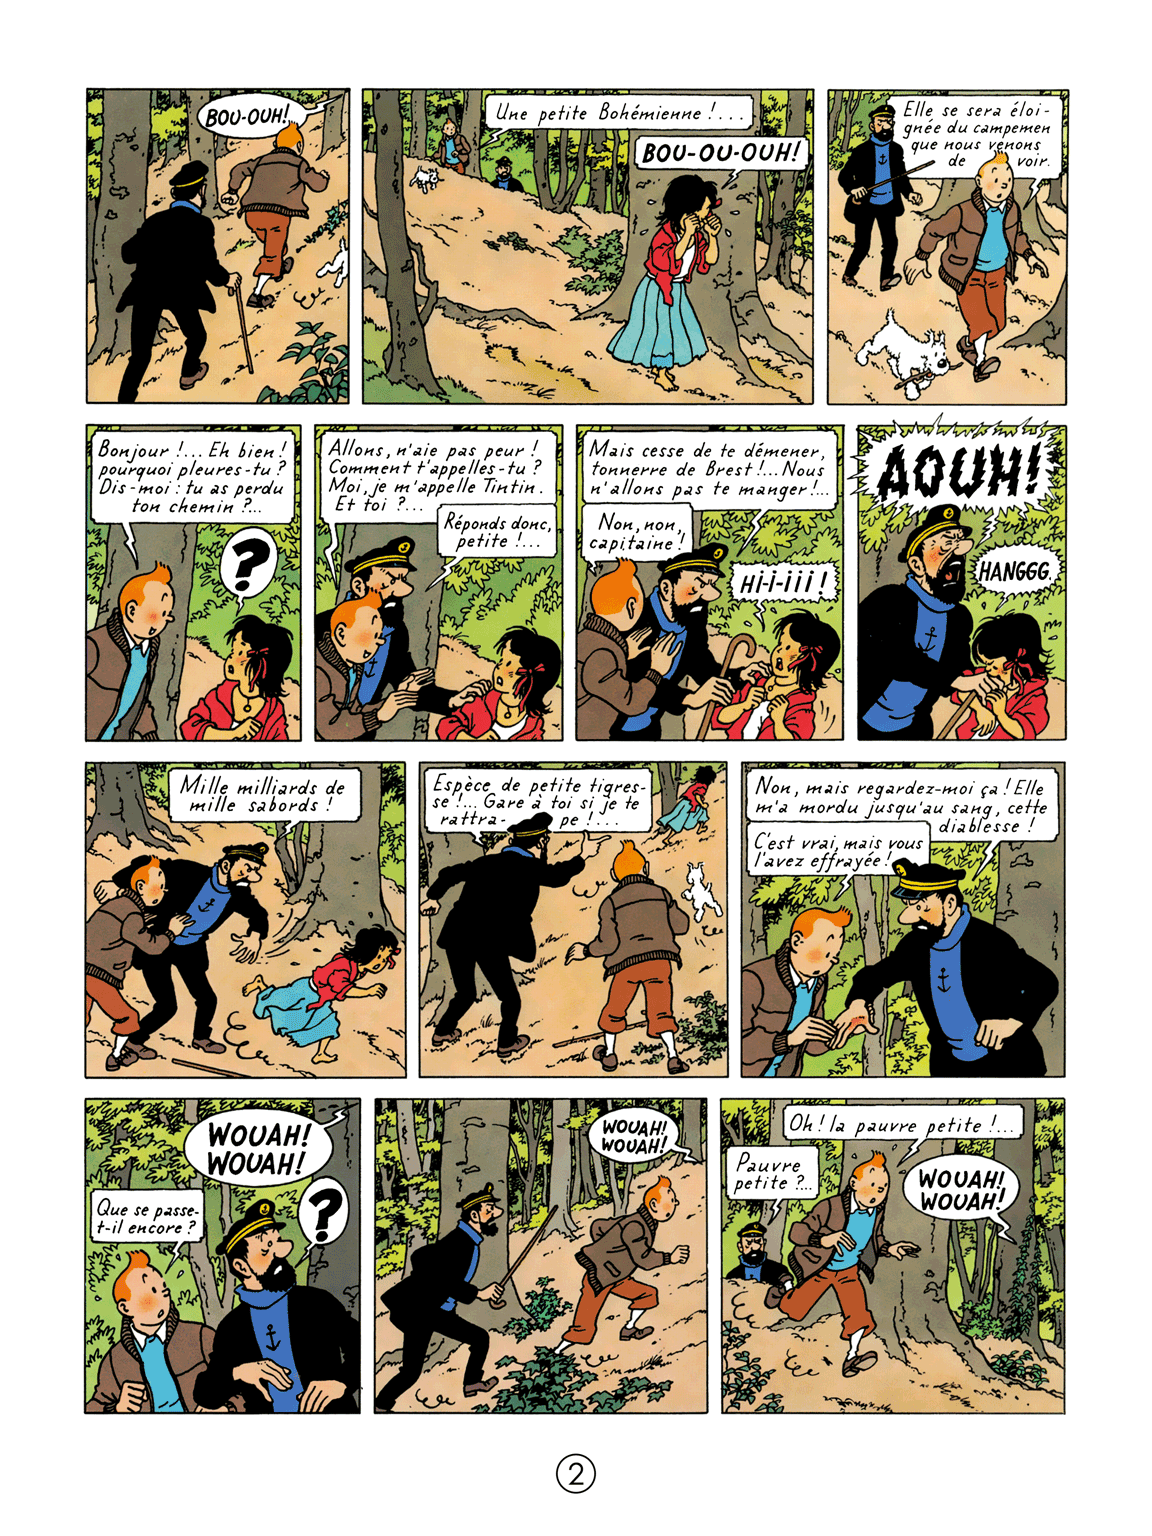 BOU-OUH!
Une petite Bohémienne !...
BOU-OU-OUH!
Elle se sera éloi-
gnée du campemen
que nous venons
de voir.
Bonjour !... Eh bien !
pourquoi pleures-tu ?
Dis-moi : tu as perdu
ton chemin ?...
?
Allons, n'aie pas peur !
Comment t'appelles-tu ?
Moi, je m'appelle Tintin.
Et toi ?...
Réponds donc,
petite !...
Mais cesse de te démener,
tonnerre de Brest !... Nous
n'allons pas te manger !...
Non, non,
capitaine !
Hi-i-iiii !
AOUH!
HANGGG.
Mille milliards de
mille sabords !
Espèce de petite tigres-
se !... Gare à toi si je te
rattra- pe !...
Non, mais regardez-moi ça ! Elle
m'a mordu jusqu'au sang, cette
diablesse !
C'est vrai, mais vous
l'avez effrayée !
WOUAH!
WOUAH!
Que se passe-
t-il encore ?
?
WOUAH!
WOUAH!
Oh ! la pauvre petite !...
Pauvre
petite ?...
WOUAH!
WOUAH!
2